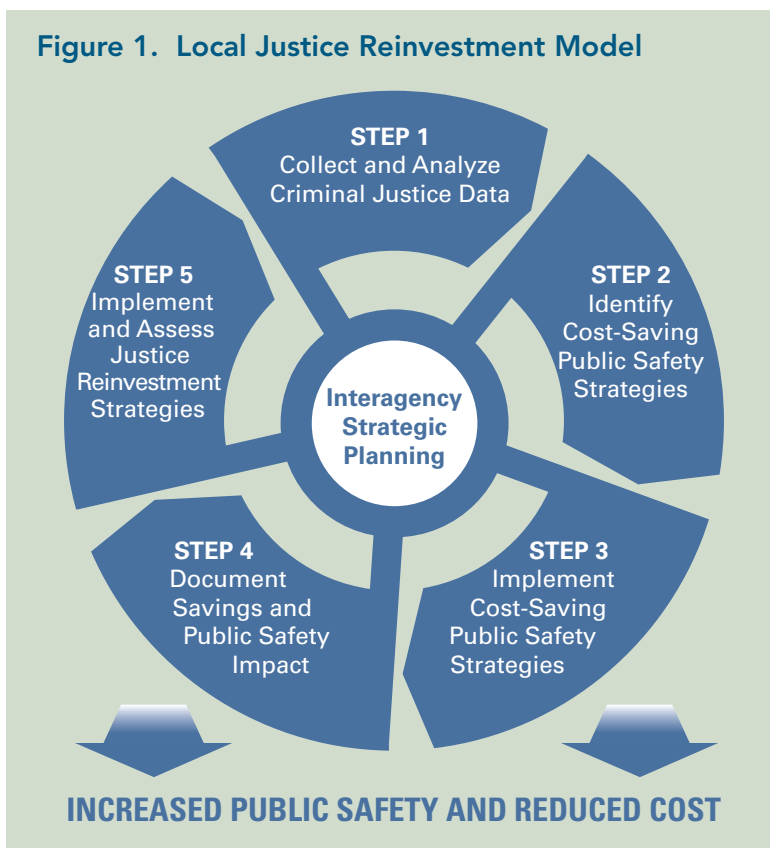 Figure 1. Local Justice Reinvestment Model
STEP 1
Collect and Analyze
Criminal Justice Data
STEP 2
Identify
Cost-Saving
Public Safety
Strategies
STEP 3
Implement
Cost-Saving
Public Safety
Strategies
STEP 4
Document
Savings and
Public Safety
Impact
STEP 5
Implement
and Assess
Justice
Reinvestment
Strategies
Interagency
Strategic
Planning
INCREASED PUBLIC SAFETY AND REDUCED COST